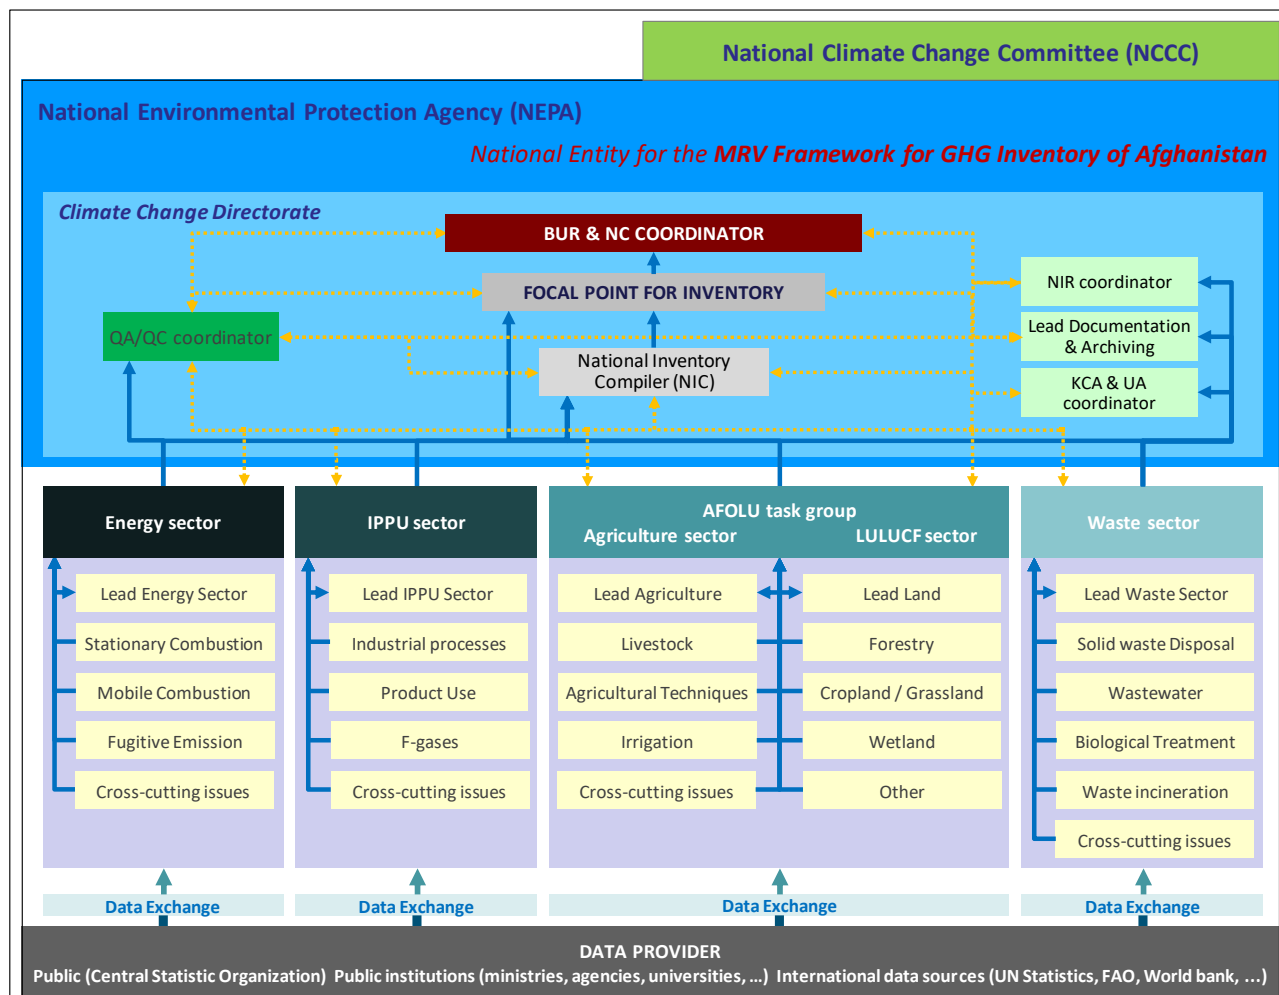 National Climate Change Committee (NCCC)
National Environmental Protection Agency (NEPA)
National Entity for the MRV Framework for GHG Inventory of Afghanistan
Climate Change Directorate
BUR & NC COORDINATOR
FOCAL POINT FOR INVENTORY
NIR coordinator
QA/QC coordinator
Lead Documentation
& Archiving
National Inventory
Compiler (NIC)
KCA & UA
coordinator
Energy sector
IPPU sector
AFOLU task group
Agriculture sector
LULUCF sector
Waste sector
Lead Energy Sector
Stationary Combustion
Mobile Combustion
Fugitive Emission
Cross-cutting issues
Lead IPPU Sector
Industrial processes
Product Use
F-gases
Cross-cutting issues
Lead Agriculture
Livestock
Agricultural Techniques
Irrigation
Cross-cutting issues
Lead Land
Forestry
Cropland / Grassland
Wetland
Other
Lead Waste Sector
Solid waste Disposal
Wastewater
Biological Treatment
Waste incineration
Cross-cutting issues
Data Exchange
Data Exchange
Data Exchange
Data Exchange
DATA PROVIDER
Public (Central Statistic Organization) Public institutions (ministries, agencies, universities, ...) International data sources (UN Statistics, FAO, World bank, ...)